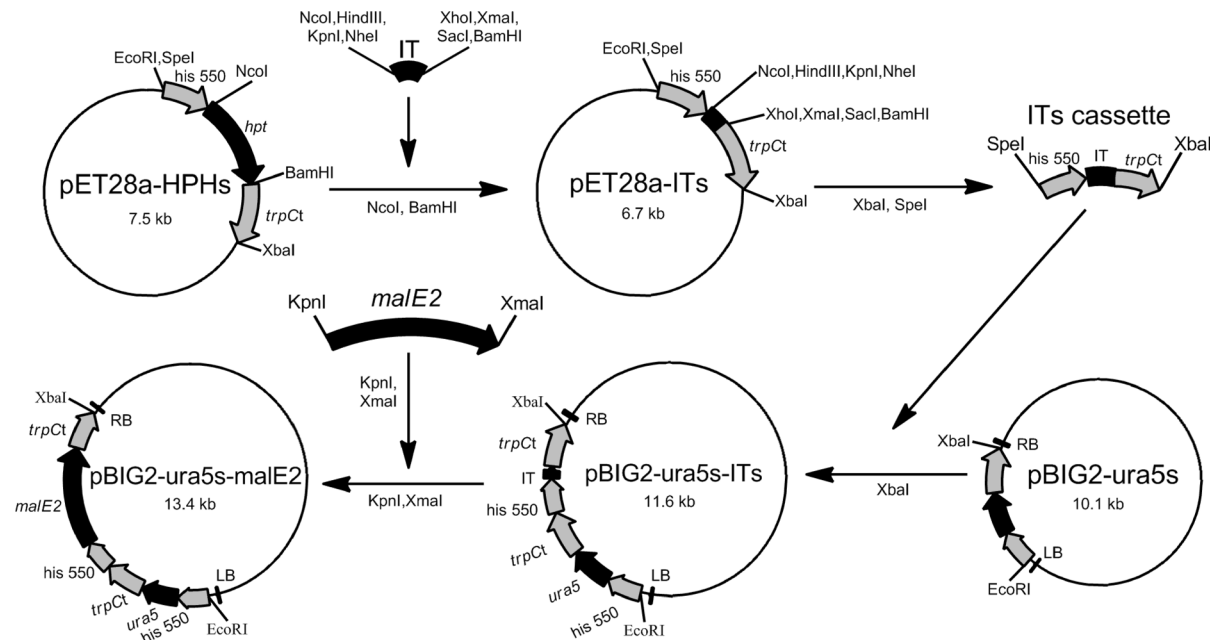 NcoI,HindIII,
KpnI,NheI
IT
XhoI,XmaI,
SacI,BamHI
EcoRI,SpeI
his 550
NcoI
hpt
BamHI
trpCt
XbaI
pET28a-HPHs
7.5 kb
NcoI, BamHI
EcoRI,SpeI
his 550
NcoI,HindIII,KpnI,NheI
XhoI,XmaI,SacI,BamHI
trpCt
XbaI
pET28a-ITs
6.7 kb
XbaI, SpeI
ITs cassette
SpeI
his 550
IT
trpCt
XbaI
KpnI
malE2
XmaI
KpnI,
XmaI
XbaI
RB
trpCt
malE2
his 550
trpCt
ura5
his 550
LB
EcoRI
pBIG2-ura5s-malE2
13.4 kb
KpnI,XmaI
XbaI
RB
trpCt
IT
his 550
trpCt
ura5
his 550
LB
EcoRI
pBIG2-ura5s-ITs
11.6 kb
XbaI
XbaI
RB
pBIG2-ura5s
10.1 kb
LB
EcoRI